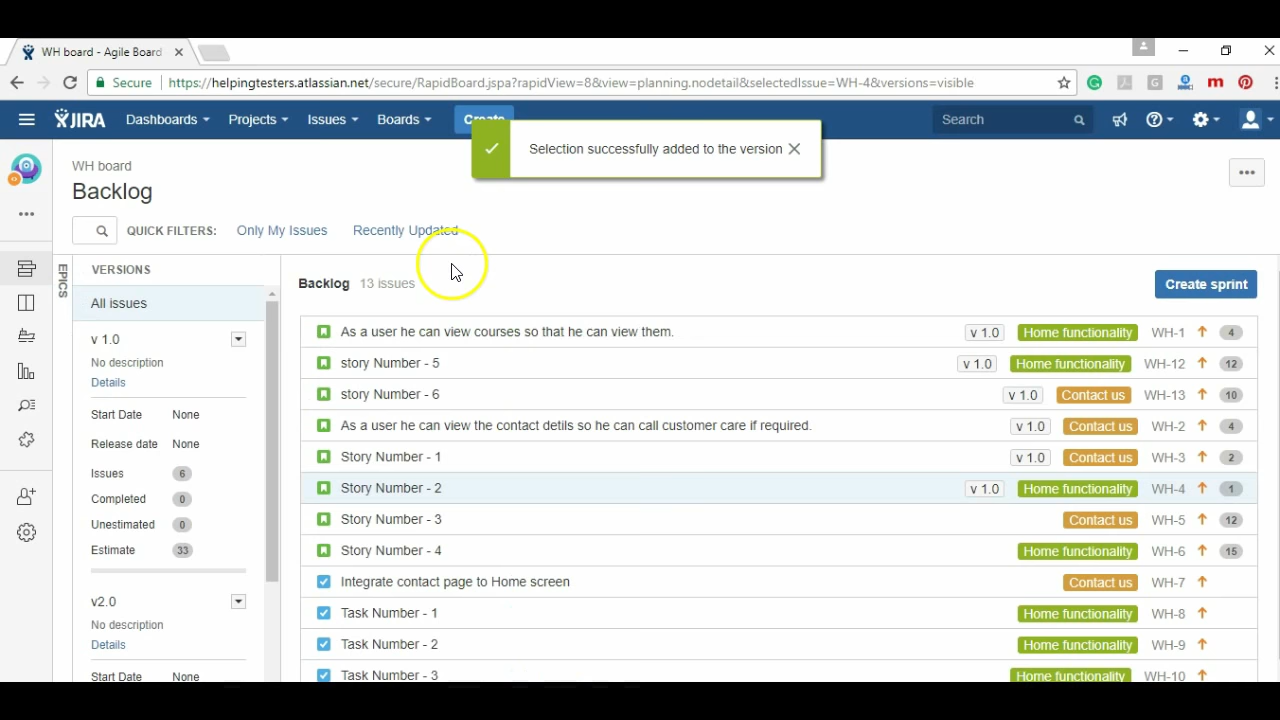 WH board - Agile Board
Secure https://helpingtesters.atlassian.net/secure/RapidBoard.jspa?rapidView=8&view=planning.nodetail&selectedIssue=WH-4&versions=visible
JIRA Dashboards Projects Issues Boards Create Search
Selection successfully added to the version
WH board
Backlog
QUICK FILTERS: Only My Issues Recently Updated
EPICS
VERSIONS
All issues
v 1.0
No description
Details
Start Date None
Release date None
Issues 6
Completed 0
Unestimated 0
Estimate 33
v2.0
No description
Details
Start Date None
Backlog 13 issues Create sprint
As a user he can view courses so that he can view them. v 1.0 Home functionality WH-1 4
story Number - 5 v 1.0 Home functionality WH-12 12
story Number - 6 v 1.0 Contact us WH-13 10
As a user he can view the contact detils so he can call customer care if required. v 1.0 Contact us WH-2 4
Story Number - 1 v 1.0 Contact us WH-3 2
Story Number - 2 v 1.0 Home functionality WH-4 1
Story Number - 3 Contact us WH-5 12
Story Number - 4 Home functionality WH-6 15
Integrate contact page to Home screen Contact us WH-7
Task Number - 1 Home functionality WH-8
Task Number - 2 Home functionality WH-9
Task Number - 3 Home functionality WH-10